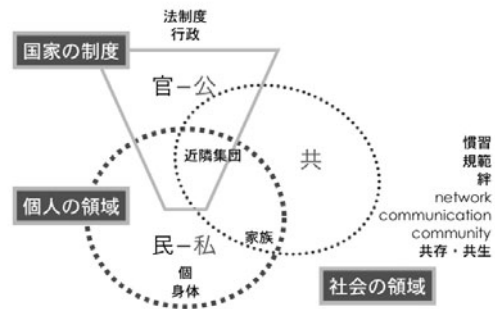 法制度
行政
国家の制度
官－公
近隣集団
共
慣習
規範
絆
network
communication
community
共存・共生
個人の領域
民－私
家族
個
身体
社会の領域